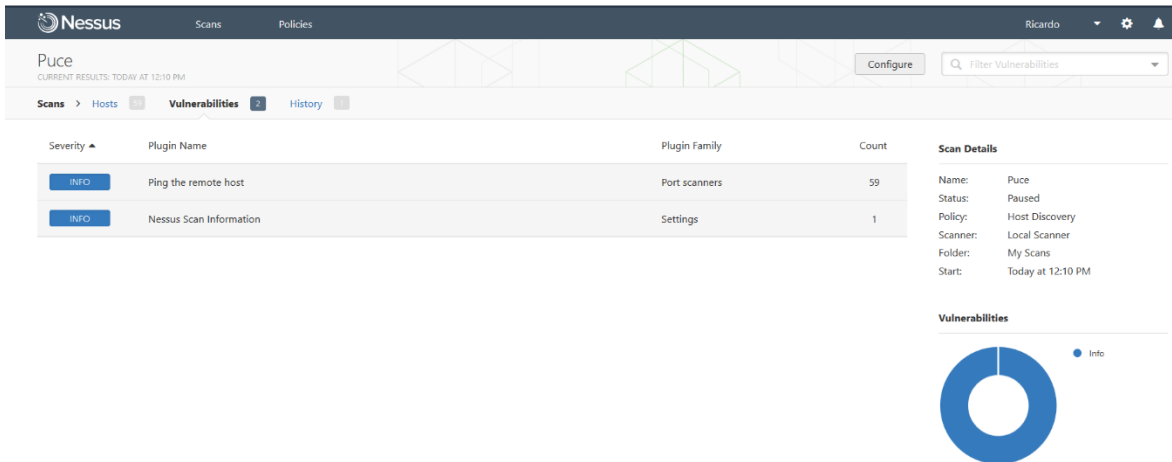 Nessus Scans Policies Ricardo
Puce
CURRENT RESULTS: TODAY AT 12:10 PM
Configure Filter Vulnerabilities
Scans > Hosts 59 Vulnerabilities 2 History 1
Severity Plugin Name Plugin Family Count
INFO Ping the remote host Port scanners 59
INFO Nessus Scan Information Settings 1
Scan Details
Name: Puce
Status: Paused
Policy: Host Discovery
Scanner: Local Scanner
Folder: My Scans
Start: Today at 12:10 PM
Vulnerabilities
Info